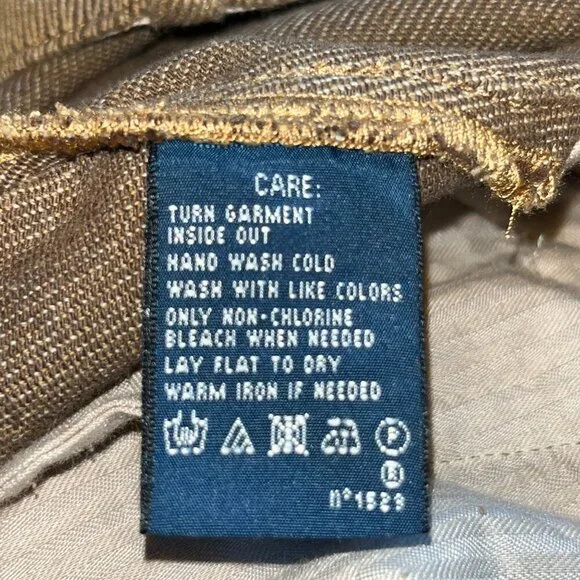 CARE:
TURN GARMENT
INSIDE OUT
HAND WASH COLD
WASH WITH LIKE COLORS
ONLY NON-CHLORINE
BLEACH WHEN NEEDED
LAY FLAT TO DRY
WARM IRON IF NEEDED
P
nº1529